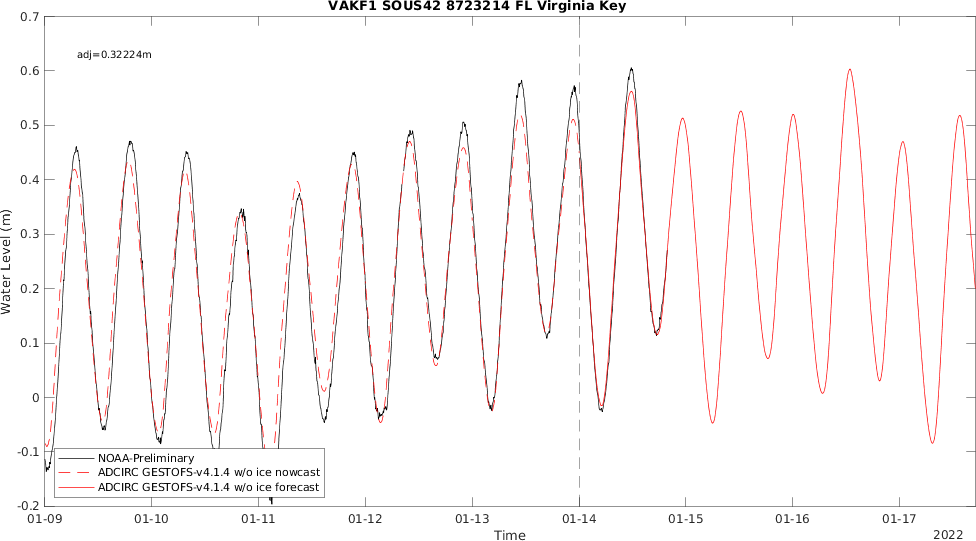 VAKF1 SOUS42 8723214 FL Virginia Key
adj=0.32224m
0.7
0.6
0.5
0.4
0.3
0.2
0.1
0
-0.1
-0.2
Water Level (m)
NOAA-Preliminary
ADCIRC GESTOFS-v4.1.4 w/o ice nowcast
ADCIRC GESTOFS-v4.1.4 w/o ice forecast
01-09 01-10 01-11 01-12 01-13 01-14 01-15 01-16 01-17
Time
2022